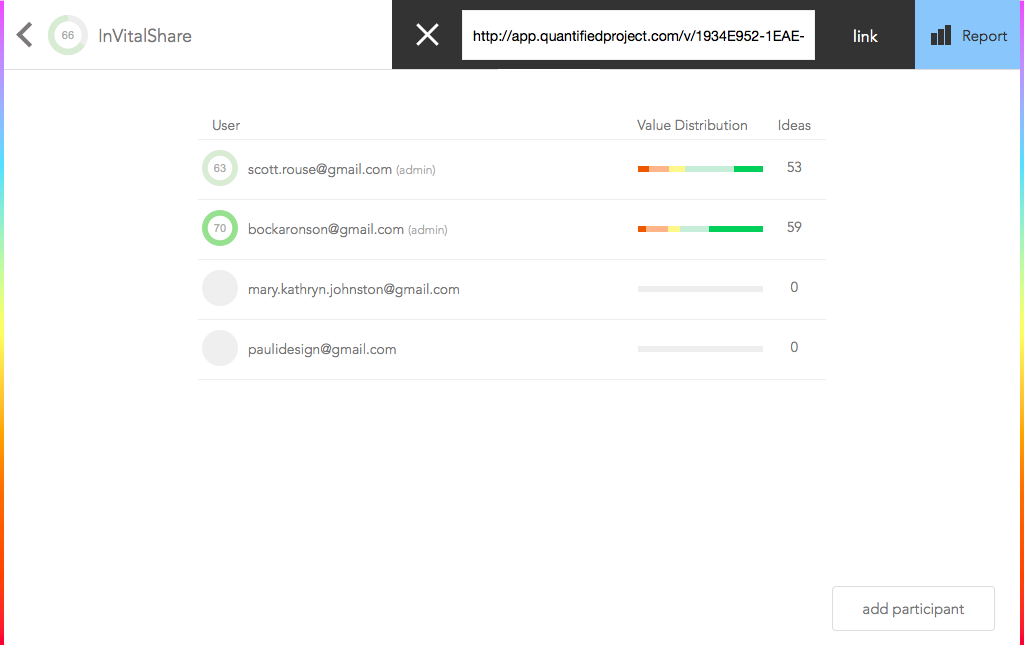 66 InVitalShare http://app.quantifiedproject.com/v/1934E952-1EAE- link Report
User Value Distribution Ideas
63 scott.rouse@gmail.com (admin) 53
70 bockaronson@gmail.com (admin) 59
mary.kathryn.johnston@gmail.com 0
paulidesign@gmail.com 0
add participant